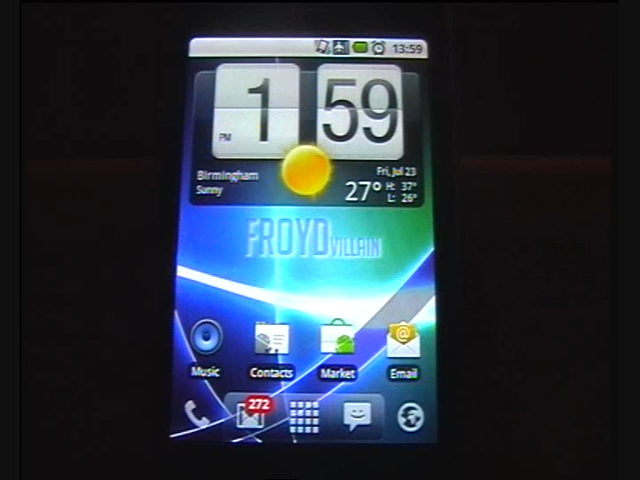 13:59
1 59
PM
Birmingham
Sunny
Fri, Jul 23
27° H: 37°
L: 26°
FROYDVILLAIN
Music Contacts Market Email
272